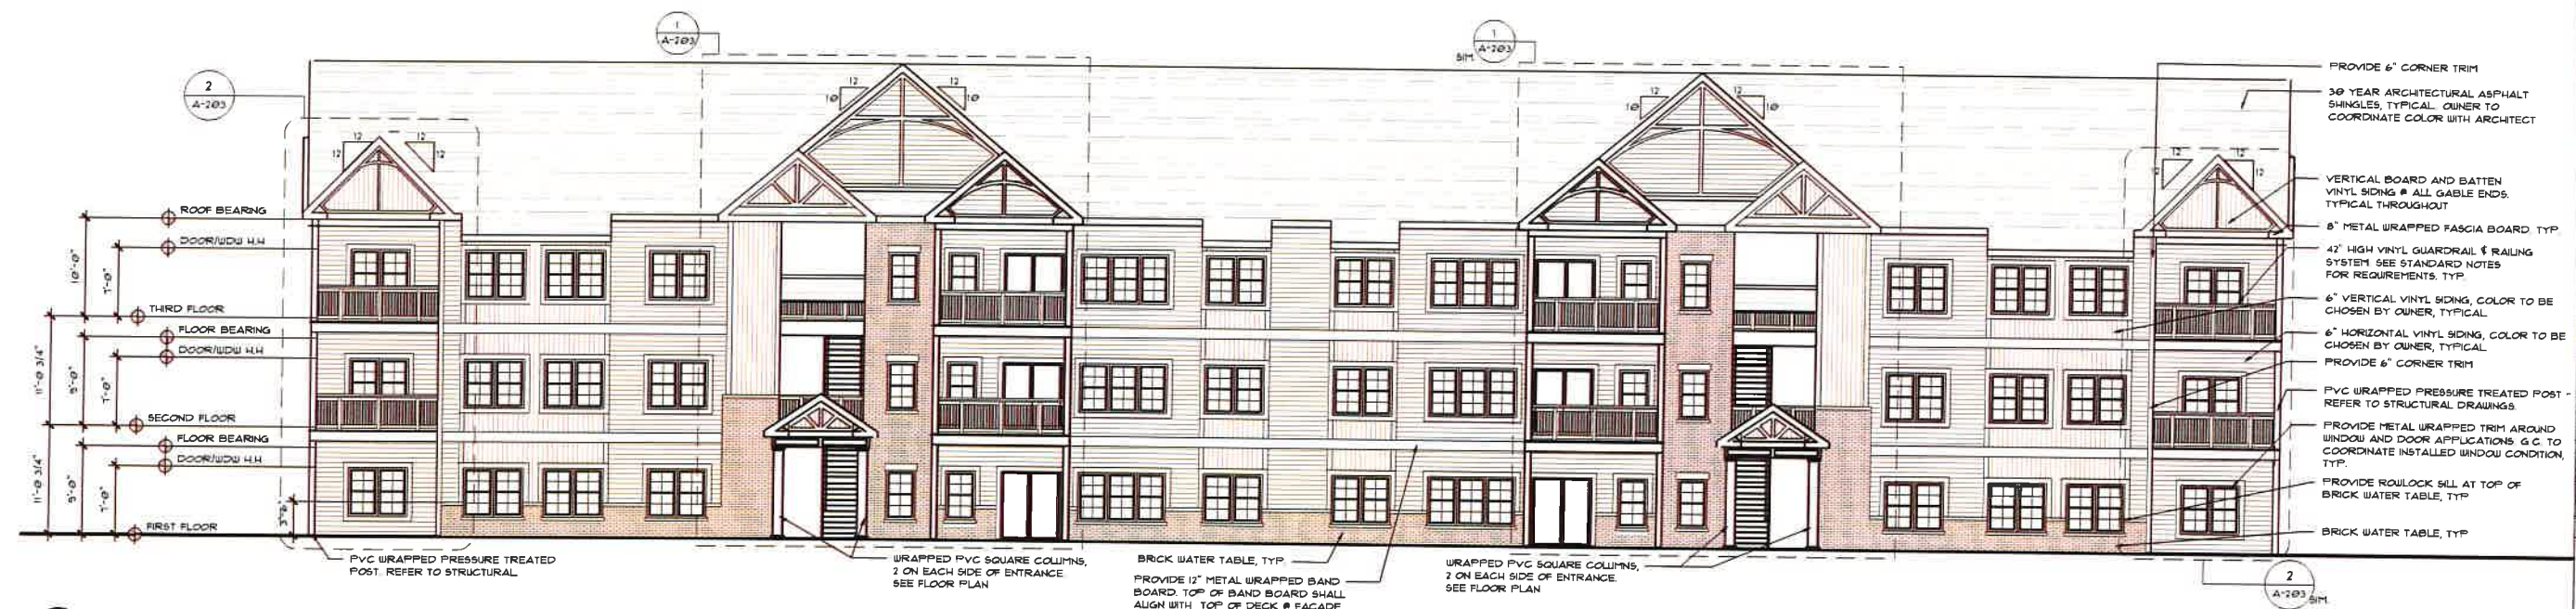 1
A-203
1
A-203
SIM.
2
A-203
12
12
12
12
12
12
10
10
12
12
10
10
12
12
12
12
ROOF BEARING
DOOR/WDW H.H
10'-0"
7'-0"
THIRD FLOOR
FLOOR BEARING
DOOR/WDW H.H
11'-0 3/4"
9'-0"
7'-0"
SECOND FLOOR
FLOOR BEARING
DOOR/WDW H.H
11'-0 3/4"
9'-0"
7'-0"
3'-0"
FIRST FLOOR
PROVIDE 6" CORNER TRIM
30 YEAR ARCHITECTURAL ASPHALT
SHINGLES, TYPICAL. OWNER TO
COORDINATE COLOR WITH ARCHITECT
VERTICAL BOARD AND BATTEN
VINYL SIDING @ ALL GABLE ENDS.
TYPICAL THROUGHOUT
8" METAL WRAPPED FASCIA BOARD. TYP.
42" HIGH VINYL GUARDRAIL & RAILING
SYSTEM. SEE STANDARD NOTES
FOR REQUIREMENTS. TYP.
6" VERTICAL VINYL SIDING, COLOR TO BE
CHOSEN BY OWNER, TYPICAL
6" HORIZONTAL VINYL SIDING, COLOR TO BE
CHOSEN BY OWNER, TYPICAL
PROVIDE 6" CORNER TRIM
PVC WRAPPED PRESSURE TREATED POST -
REFER TO STRUCTURAL DRAWINGS.
PROVIDE METAL WRAPPED TRIM AROUND
WINDOW AND DOOR APPLICATIONS. G.C. TO
COORDINATE INSTALLED WINDOW CONDITION,
TYP.
PROVIDE ROWLOCK SILL AT TOP OF
BRICK WATER TABLE, TYP
BRICK WATER TABLE, TYP
PVC WRAPPED PRESSURE TREATED
POST. REFER TO STRUCTURAL
WRAPPED PVC SQUARE COLUMNS,
2 ON EACH SIDE OF ENTRANCE.
SEE FLOOR PLAN
BRICK WATER TABLE, TYP.
PROVIDE 12" METAL WRAPPED BAND
BOARD. TOP OF BAND BOARD SHALL
ALIGN WITH TOP OF DECK @ FACADE
WRAPPED PVC SQUARE COLUMNS,
2 ON EACH SIDE OF ENTRANCE.
SEE FLOOR PLAN
2
A-203
SIM.